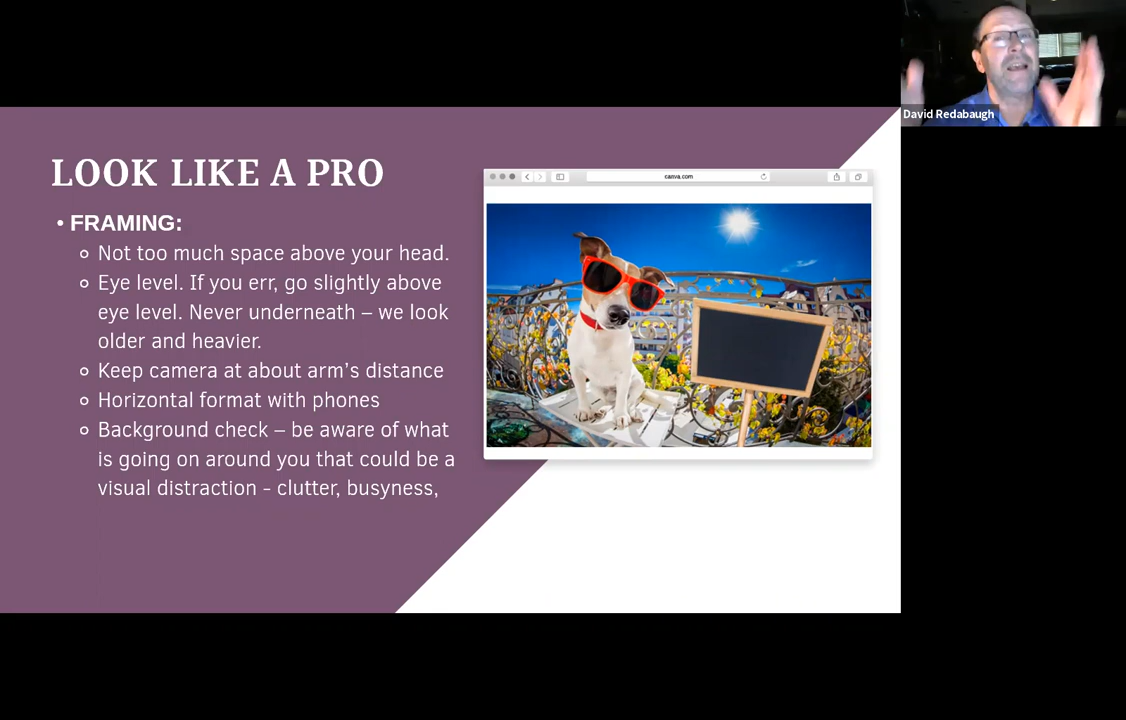 LOOK LIKE A PRO
• FRAMING:
Not too much space above your head.
Eye level. If you err, go slightly above
eye level. Never underneath – we look
older and heavier.
Keep camera at about arm’s distance
Horizontal format with phones
Background check – be aware of what
is going on around you that could be a
visual distraction - clutter, busyness,
canva.com
David Redabaugh